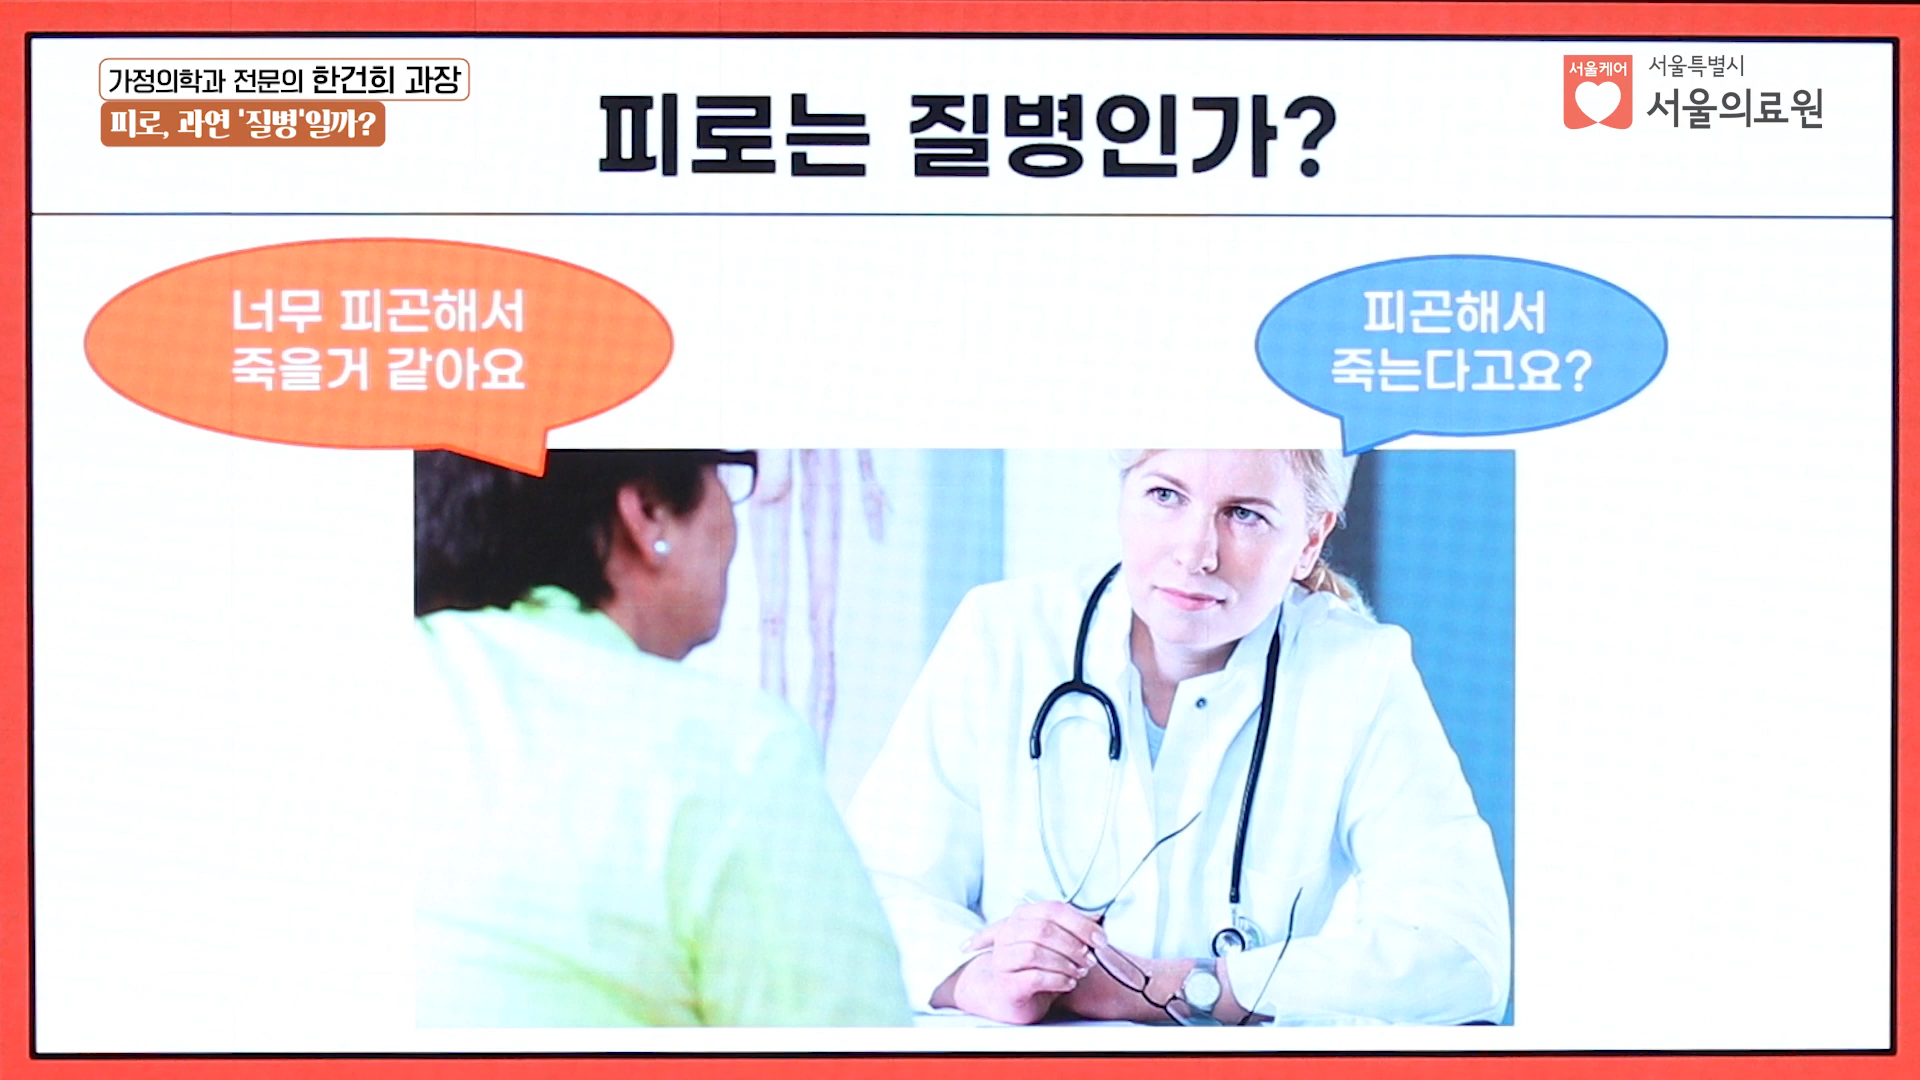 가정의학과 전문의 한건희 과장
피로, 과연 '질병'일까?
피로는 질병인가?
서울케어
서울특별시
서울의료원
너무 피곤해서
죽을거 같아요
피곤해서
죽는다고요?